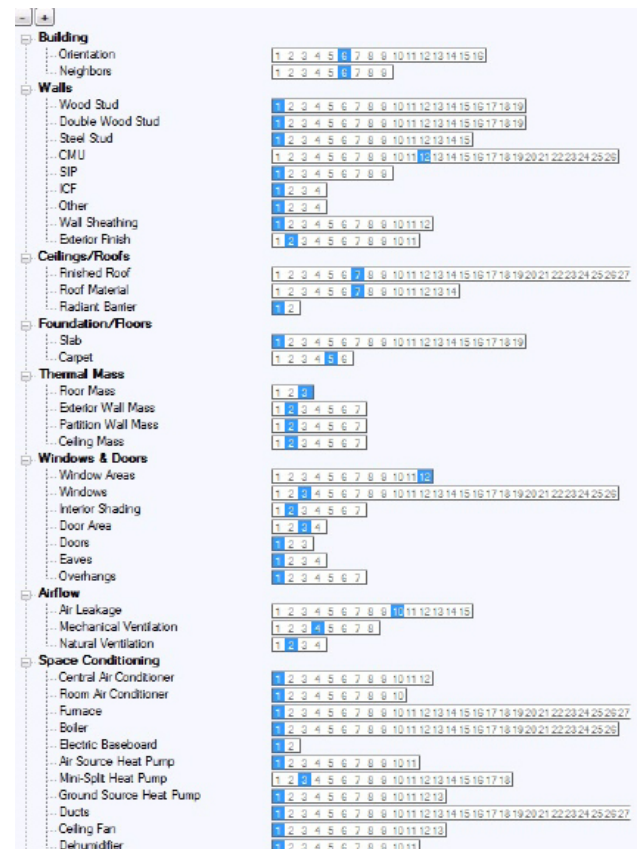 - +
Building
Orientation 1 2 3 4 5 6 7 8 9 10 11 12 13 14 15 16
Neighbors 1 2 3 4 5 6 7 8 9
Walls
Wood Stud 1 2 3 4 5 6 7 8 9 10 11 12 13 14 15 16 17 18 19
Double Wood Stud 1 2 3 4 5 6 7 8 9 10 11 12 13 14 15 16 17 18 19
Steel Stud 1 2 3 4 5 6 7 8 9 10 11 12 13 14 15
CMU 1 2 3 4 5 6 7 8 9 10 11 12 13 14 15 16 17 18 19 20 21 22 23 24 25 26
SIP 1 2 3 4 5 6 7 8 9
ICF 1 2 3 4
Other 1 2 3 4
Wall Sheathing 1 2 3 4 5 6 7 8 9 10 11 12
Exterior Finish 1 2 3 4 5 6 7 8 9 10 11
Ceilings/Roofs
Finished Roof 1 2 3 4 5 6 7 8 9 10 11 12 13 14 15 16 17 18 19 20 21 22 23 24 25 26 27
Roof Material 1 2 3 4 5 6 7 8 9 10 11 12 13 14
Radiant Barrier 1 2
Foundation/Floors
Slab 1 2 3 4 5 6 7 8 9 10 11 12 13 14 15 16 17 18 19
Carpet 1 2 3 4 5 6
Thermal Mass
Floor Mass 1 2 3
Exterior Wall Mass 1 2 3 4 5 6 7
Partition Wall Mass 1 2 3 4 5 6 7
Ceiling Mass 1 2 3 4 5 6 7
Windows & Doors
Window Areas 1 2 3 4 5 6 7 8 9 10 11 12
Windows 1 2 3 4 5 6 7 8 9 10 11 12 13 14 15 16 17 18 19 20 21 22 23 24 25 26
Interior Shading 1 2 3 4 5 6 7
Door Area 1 2 3 4
Doors 1 2 3
Eaves 1 2 3 4
Overhangs 1 2 3 4 5 6 7
Airflow
Air Leakage 1 2 3 4 5 6 7 8 9 10 11 12 13 14 15
Mechanical Ventilation 1 2 3 4 5 6 7 8
Natural Ventilation 1 2 3 4
Space Conditioning
Central Air Conditioner 1 2 3 4 5 6 7 8 9 10 11 12
Room Air Conditioner 1 2 3 4 5 6 7 8 9 10
Furnace 1 2 3 4 5 6 7 8 9 10 11 12 13 14 15 16 17 18 19 20 21 22 23 24 25 26 27
Boiler 1 2 3 4 5 6 7 8 9 10 11 12 13 14 15 16 17 18 19 20 21 22 23 24 25 26
Electric Baseboard 1 2
Air Source Heat Pump 1 2 3 4 5 6 7 8 9 10 11
Mini-Split Heat Pump 1 2 3 4 5 6 7 8 9 10 11 12 13 14 15 16 17 18
Ground Source Heat Pump 1 2 3 4 5 6 7 8 9 10 11 12 13
Ducts 1 2 3 4 5 6 7 8 9 10 11 12 13 14 15 16 17 18 19 20 21 22 23 24 25 26 27
Ceiling Fan 1 2 3 4 5 6 7 8 9 10 11 12 13
Dehumidifier 1 2 3 4 5 6 7 8 9 10 11